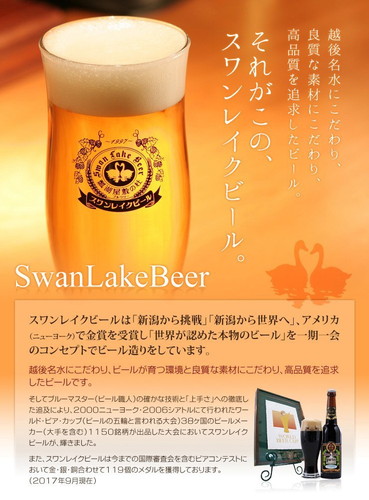 越後名水にこだわり、
良質な素材にこだわり、
高品質を追求したビール
それがこの、
スワンレイクビール。
1997
Swan Lake Beer
瓢湖屋敷の杜
スワンレイクビール
SwanLakeBeer
スワンレイクビールは「新潟から挑戦」「新潟から世界へ」、アメリカ
(ニューヨーク)で金賞を受賞し「世界が認めた本物のビール」を一期一会
のコンセプトでビール造りをしています。
越後名水にこだわり、ビールが育つ環境と良質な素材にこだわり、高品質を追求
したビールです。
そしてブルーマスター(ビール職人)の確かな技術と「上手さ」への徹底し
た追及により、2000ニューヨーク・2006シアトルにて行われたワー
ルド・ビア・カップ(ビールの五輪と言われる大会)38ヶ国のビールメー
カー(大手を含む)1150銘柄が出品した大会においてスワンレイク
ビールが、輝きました。
また、スワンレイクビールは今までの国際審査会を含むビアコンテストに
おいて金・銀・銅合わせて119個のメダルを獲得しております。
(2017年9月現在)